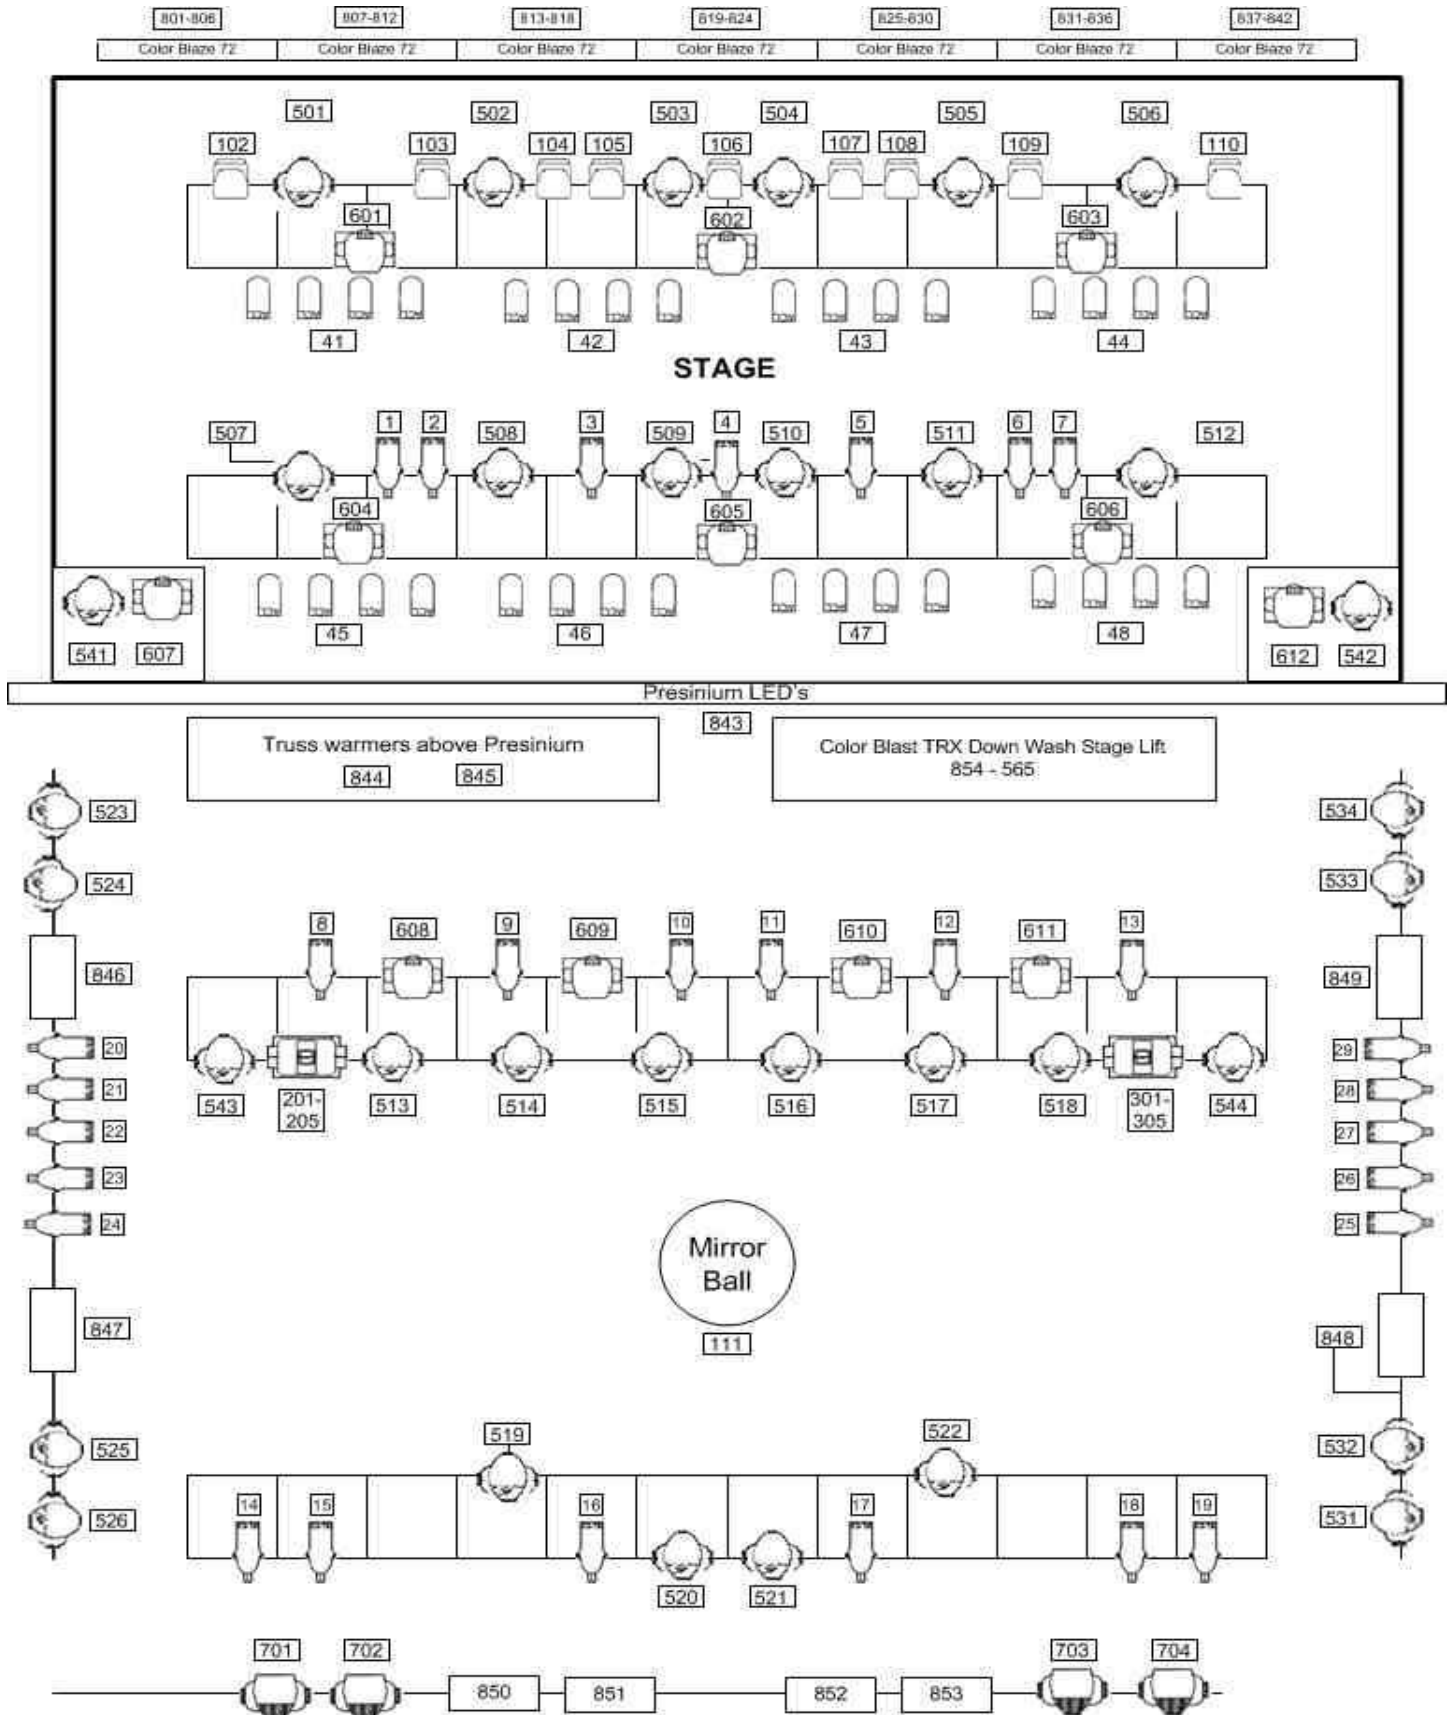 801-806 807-812 813-818 819-824 825-830 831-836 837-842
Color Blaze 72 Color Blaze 72 Color Blaze 72 Color Blaze 72 Color Blaze 72 Color Blaze 72 Color Blaze 72
501 502 503 504 505 506
102 103 104 105 106 107 108 109 110
601 602 603
41 42 43 44
STAGE
1 2 3 4 5 6 7
507 508 509 510 511 512
604 605 606
45 46 47 48
541 607 612 542
Presinium LED's
843
Truss warmers above Presinium
844 845
Color Blast TRX Down Wash Stage Lift
854 - 565
523 534
524 533
8 608 9 609 10 11 610 12 611 13
846 849
20 29
21 28
543 201-205 513 514 515 516 517 518 301-305 544
22 27
23 26
24 25
Mirror
Ball
847 111 848
519 522
525 532
14 15 16 17 18 19
526 531
520 521
701 702 703 704
850 851 852 853